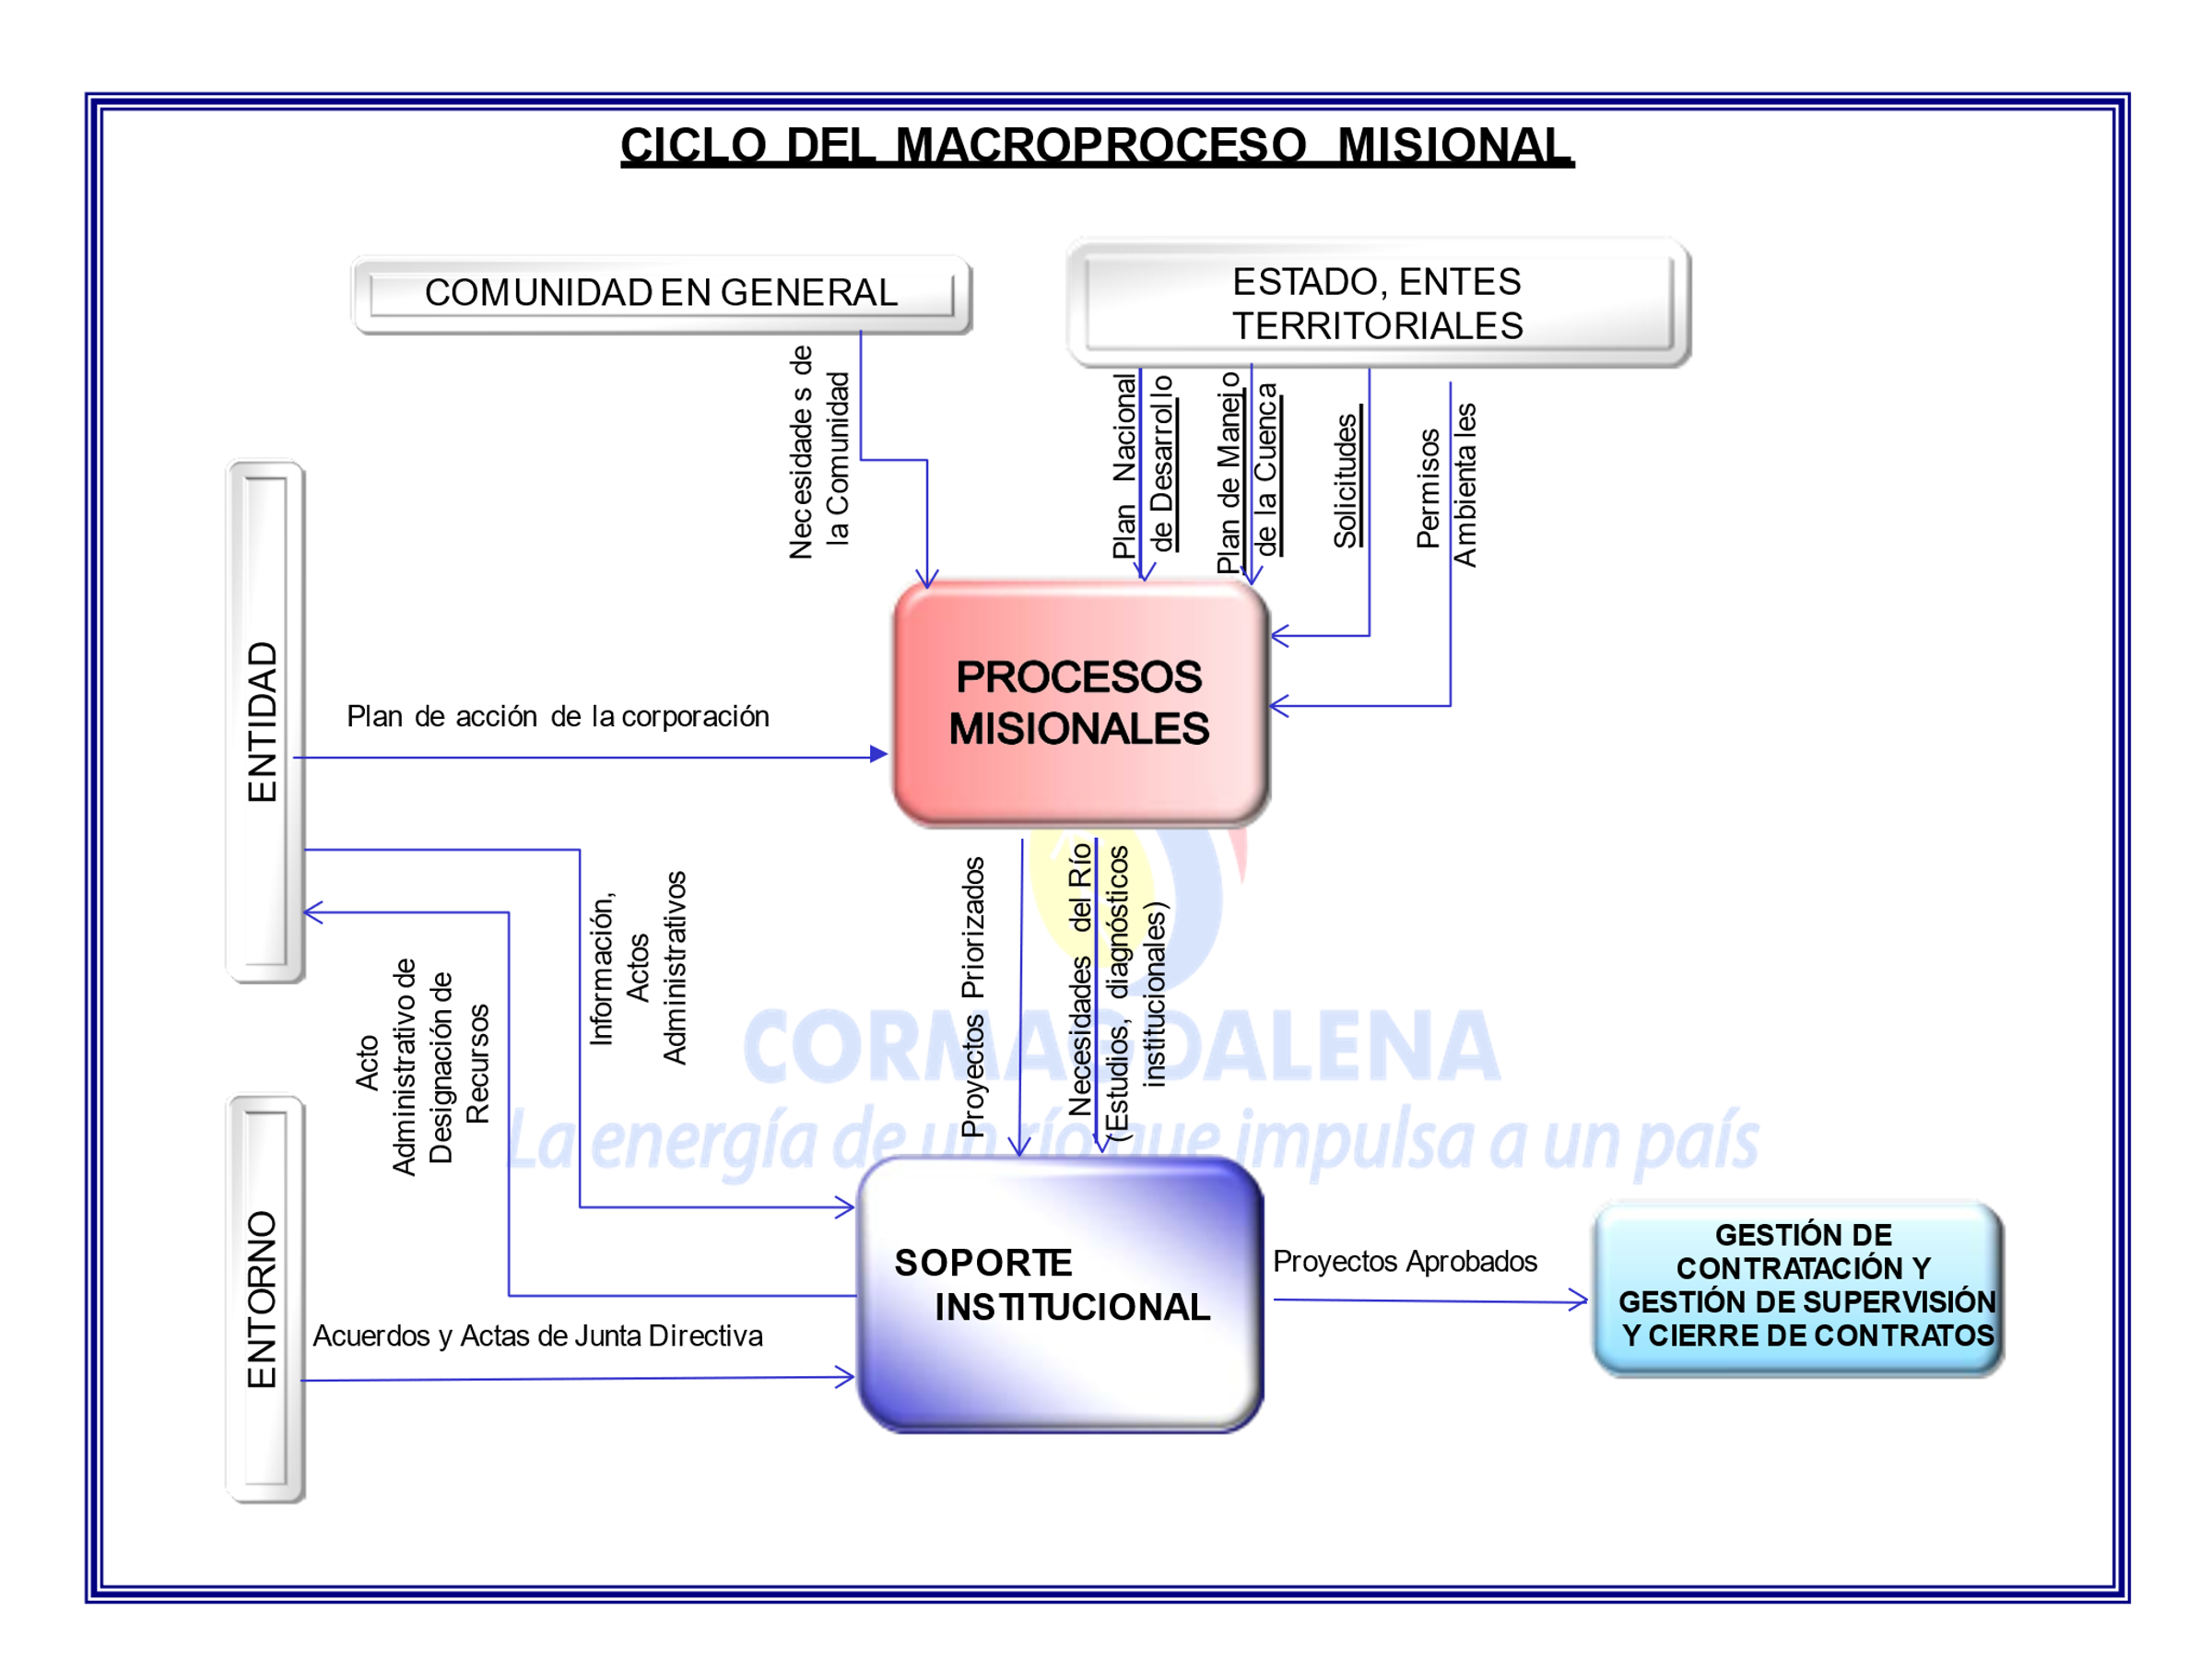 CICLO DEL MACROPROCESO MISIONAL
COMUNIDAD EN GENERAL
ESTADO, ENTES
TERRITORIALES
Necesidade s de
la Comunidad
Plan Nacional
de Desarrollo
Plan de Manejo
de la Cuenca
Solicitudes
Permisos
Ambientales
ENTIDAD
Plan de acción de la corporación
PROCESOS
MISIONALES
Información,
Actos
Administrativos
Acto
Administrativo de
Designación de
Recursos
Proyectos Priorizados
Necesidades del Río
(Estudios, diagnósticos
institucionales)
CORMAGDALENA
La energía de un río que impulsa a un país
ENTORNO
Acuerdos y Actas de Junta Directiva
SOPORTE
INSTITUCIONAL
Proyectos Aprobados
GESTIÓN DE
CONTRATACIÓN Y
GESTIÓN DE SUPERVISIÓN
Y CIERRE DE CONTRATOS